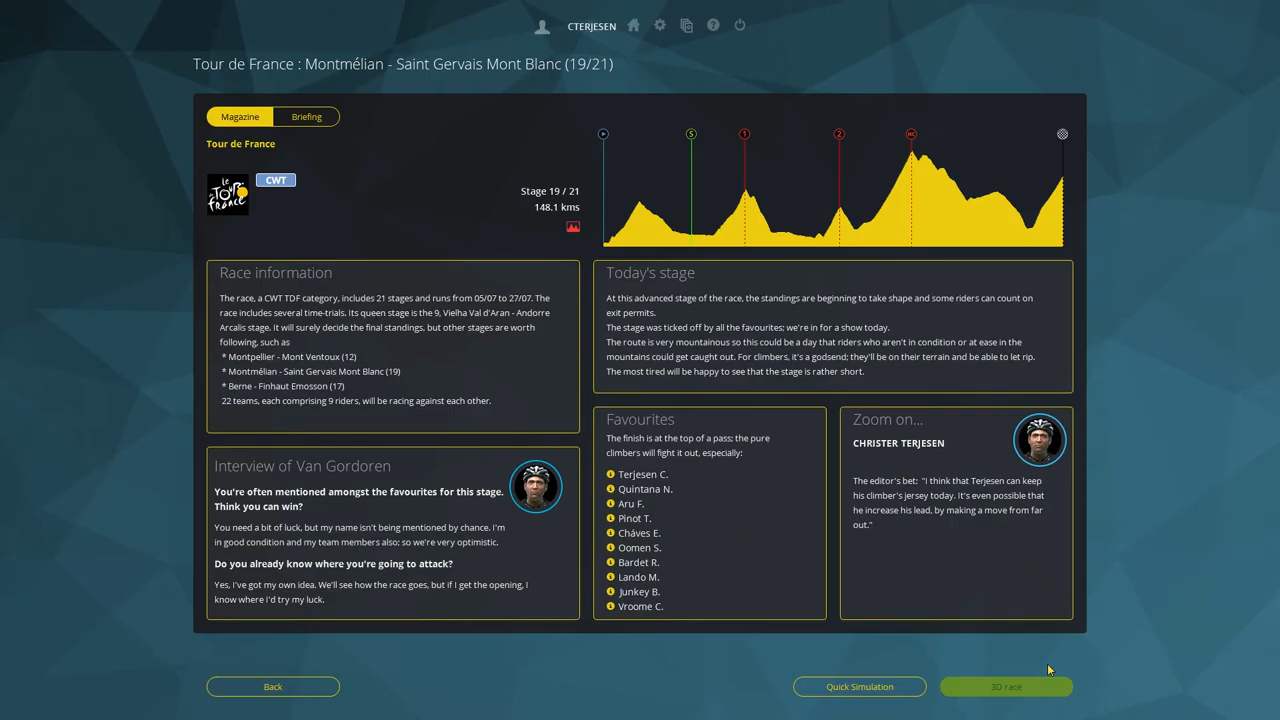 CTERJESEN
Tour de France : Montmélian - Saint Gervais Mont Blanc (19/21)
Magazine
Briefing
Tour de France
LE TOUR
FRANCE
CWT
Stage 19 / 21
148.1 kms
S
1
2
HC
Race information
The race, a CWT TDF category, includes 21 stages and runs from 05/07 to 27/07. The
race includes several time-trials. Its queen stage is the 9, Vielha Val d'Aran - Andorre
Arcalis stage. It will surely decide the final standings, but other stages are worth
following, such as
* Montpellier - Mont Ventoux (12)
* Montmélian - Saint Gervais Mont Blanc (19)
* Berne - Finhaut Emosson (17)
22 teams, each comprising 9 riders, will be racing against each other.
Today's stage
At this advanced stage of the race, the standings are beginning to take shape and some riders can count on
exit permits.
The stage was ticked off by all the favourites; we're in for a show today.
The route is very mountainous so this could be a day that riders who aren't in condition or at ease in the
mountains could get caught out. For climbers, it's a godsend; they'll be on their terrain and be able to let rip.
The most tired will be happy to see that the stage is rather short.
Interview of Van Gordoren
You're often mentioned amongst the favourites for this stage.
Think you can win?
You need a bit of luck, but my name isn't being mentioned by chance. I'm
in good condition and my team members also: so we're very optimistic.
Do you already know where you're going to attack?
Yes, I've got my own idea. We'll see how the race goes, but if I get the opening, I
know where I'd try my luck.
Favourites
The finish is at the top of a pass; the pure
climbers will fight it out, especially:
Terjesen C.
Quintana N.
Aru F.
Pinot T.
Cháves E.
Oomen S.
Bardet R.
Lando M.
Junkey B.
Vroome C.
Zoom on...
CHRISTER TERJESEN
The editor's bet: "I think that Terjesen can keep
his climber's jersey today. It's even possible that
he increase his lead, by making a move from far
out."
Back
Quick Simulation
3D race